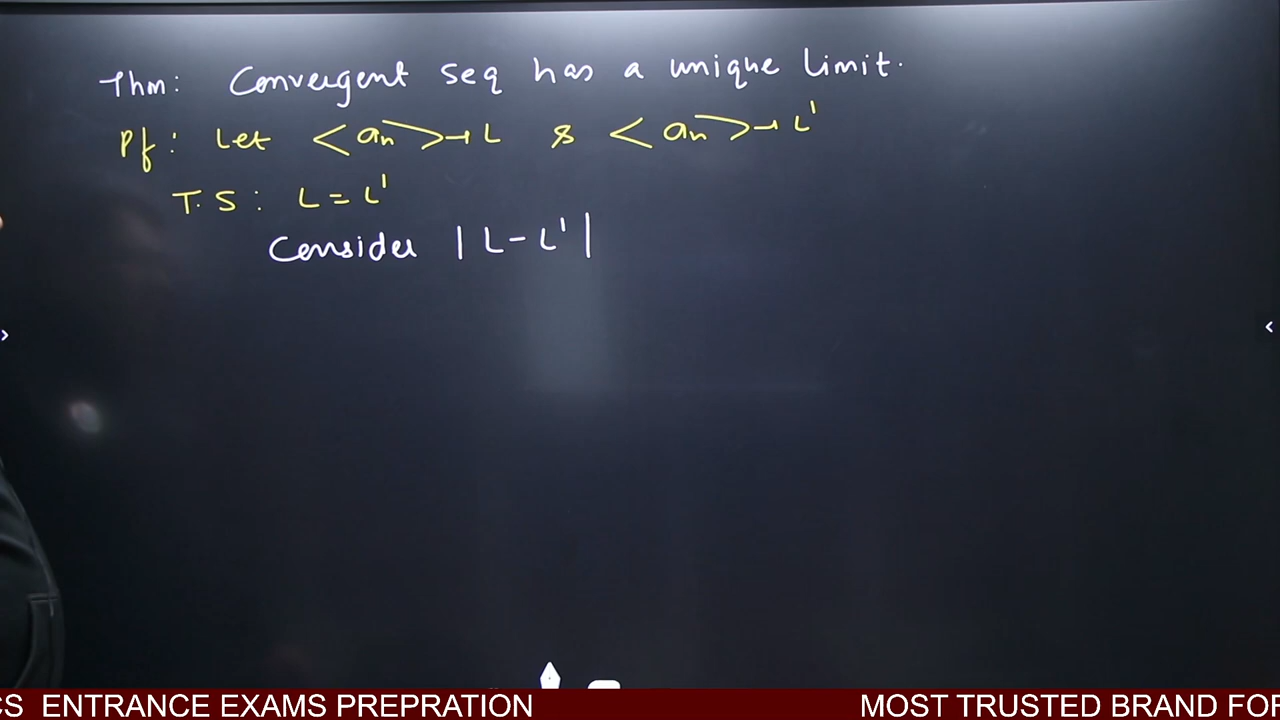 Thm: Convergent seq has a unique limit.
Pf: Let <an> → L & <an> → L'
T.S: L = L'
Consider |L - L'|
CS ENTRANCE EXAMS PREPRATION MOST TRUSTED BRAND FOR